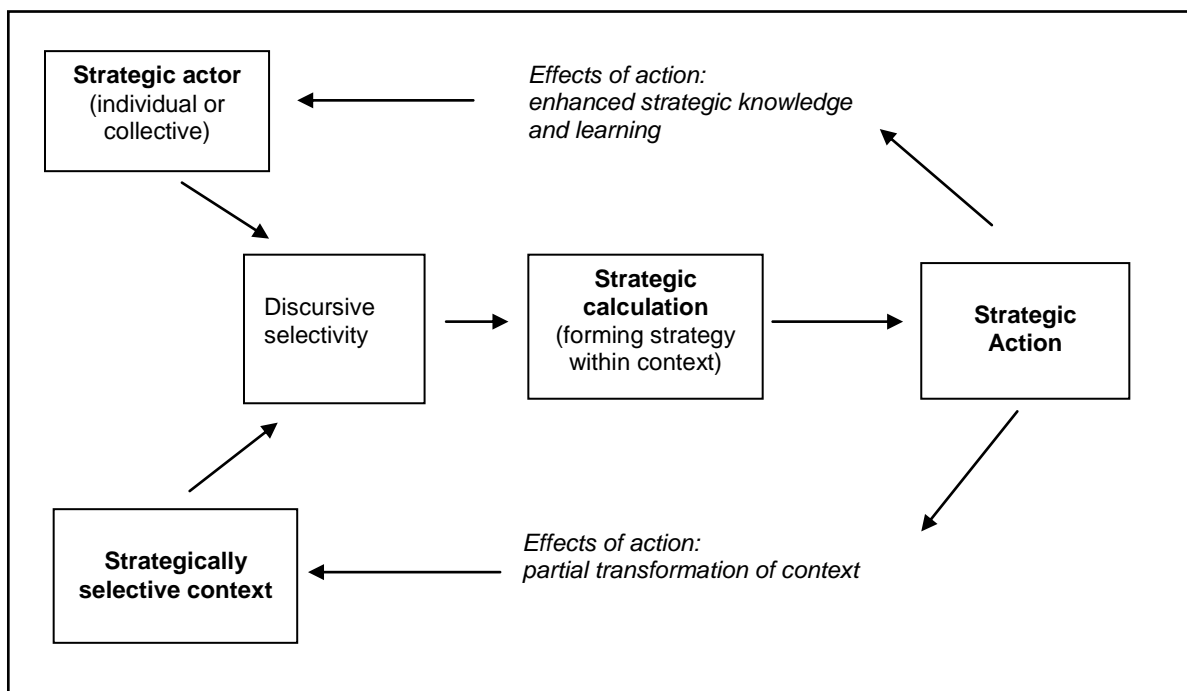 Strategic actor
(individual or
collective)
Effects of action:
enhanced strategic knowledge
and learning
Discursive
selectivity
Strategic
calculation
(forming strategy
within context)
Strategic
Action
Strategically
selective context
Effects of action:
partial transformation of context